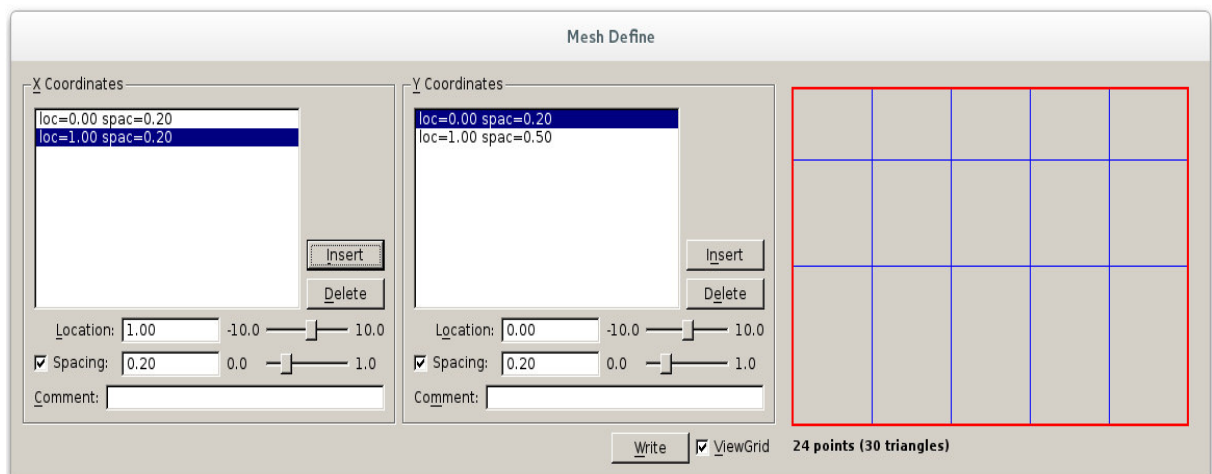 Mesh Define
X Coordinates
loc=0.00 spac=0.20
loc=1.00 spac=0.20
Insert
Delete
Location: 1.00 -10.0 10.0
Spacing: 0.20 0.0 1.0
Comment:
Y Coordinates
loc=0.00 spac=0.20
loc=1.00 spac=0.50
Insert
Delete
Location: 0.00 -10.0 10.0
Spacing: 0.20 0.0 1.0
Comment:
Write ViewGrid 24 points (30 triangles)